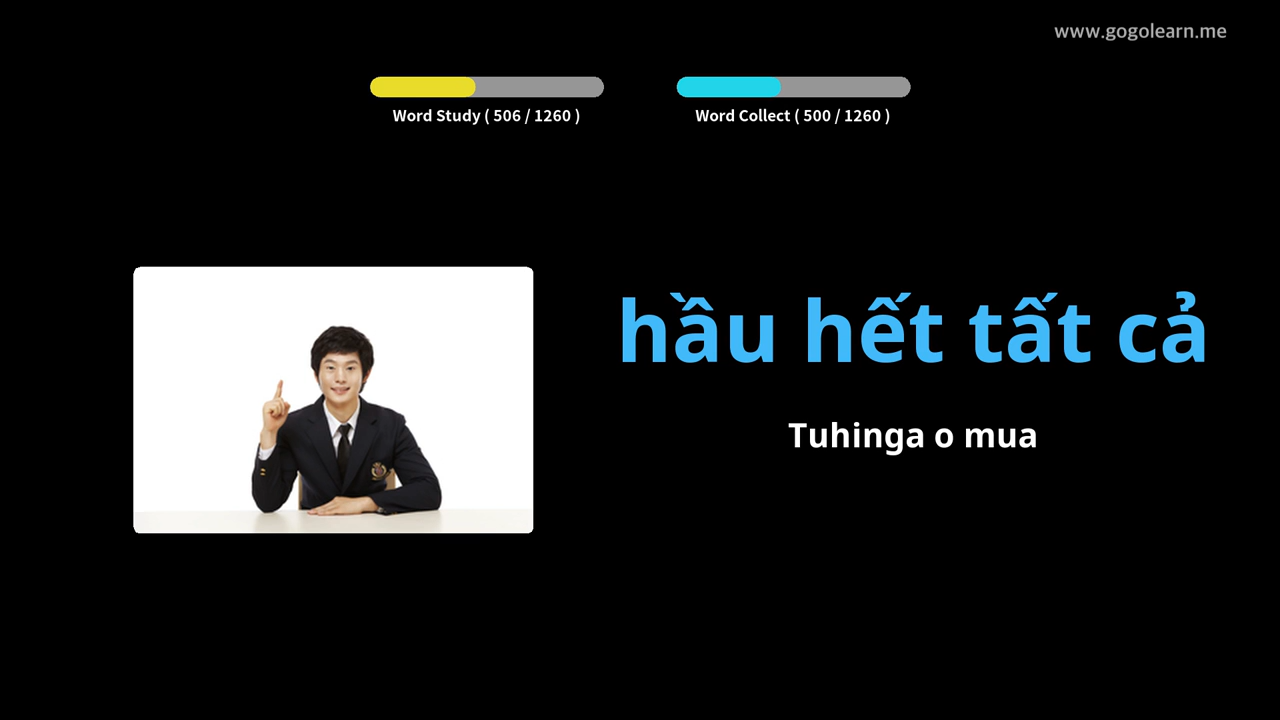 www.gogolearn.me
Word Study ( 506 / 1260 )
Word Collect ( 500 / 1260 )
hầu hết tất cả
Tuhinga o mua